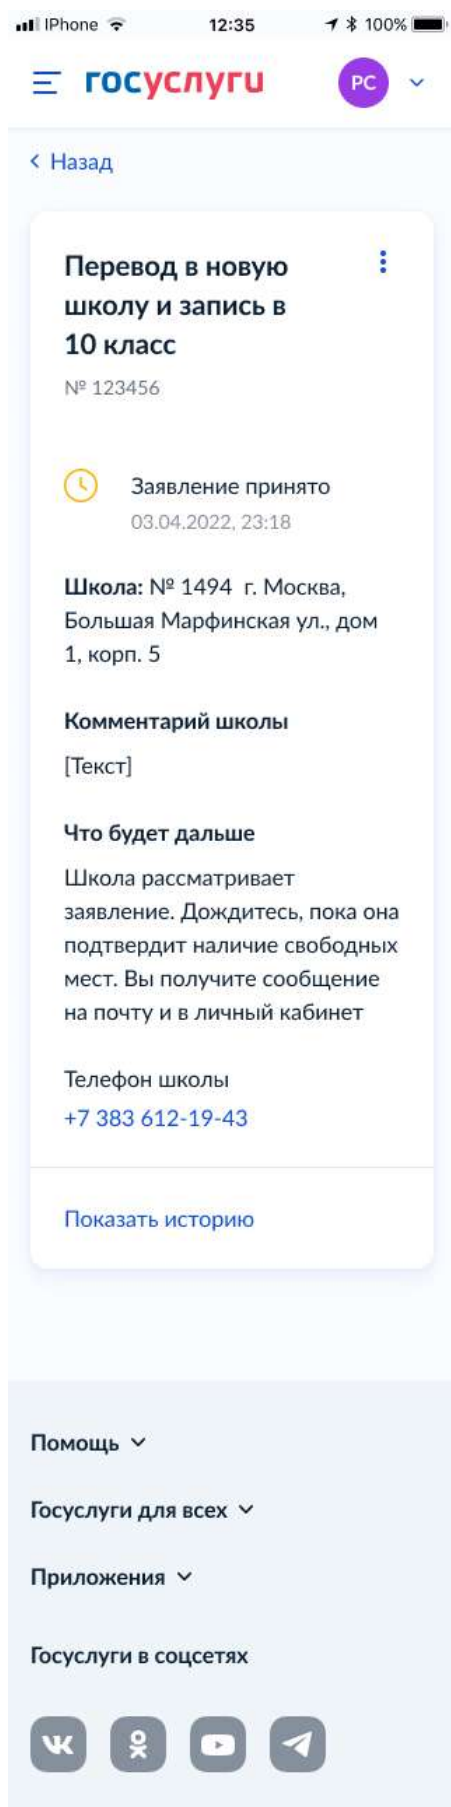 IPhone 12:35 100%
госуслуги РС
Назад
Перевод в новую
школу и запись в
10 класс
№ 123456
Заявление принято
03.04.2022, 23:18
Школа: № 1494 г. Москва,
Большая Марфинская ул., дом
1, корп. 5
Комментарий школы
[Текст]
Что будет дальше
Школа рассматривает
заявление. Дождитесь, пока она
подтвердит наличие свободных
мест. Вы получите сообщение
на почту и в личный кабинет
Телефон школы
+7 383 612-19-43
Показать историю
Помощь
Госуслуги для всех
Приложения
Госуслуги в соцсетях